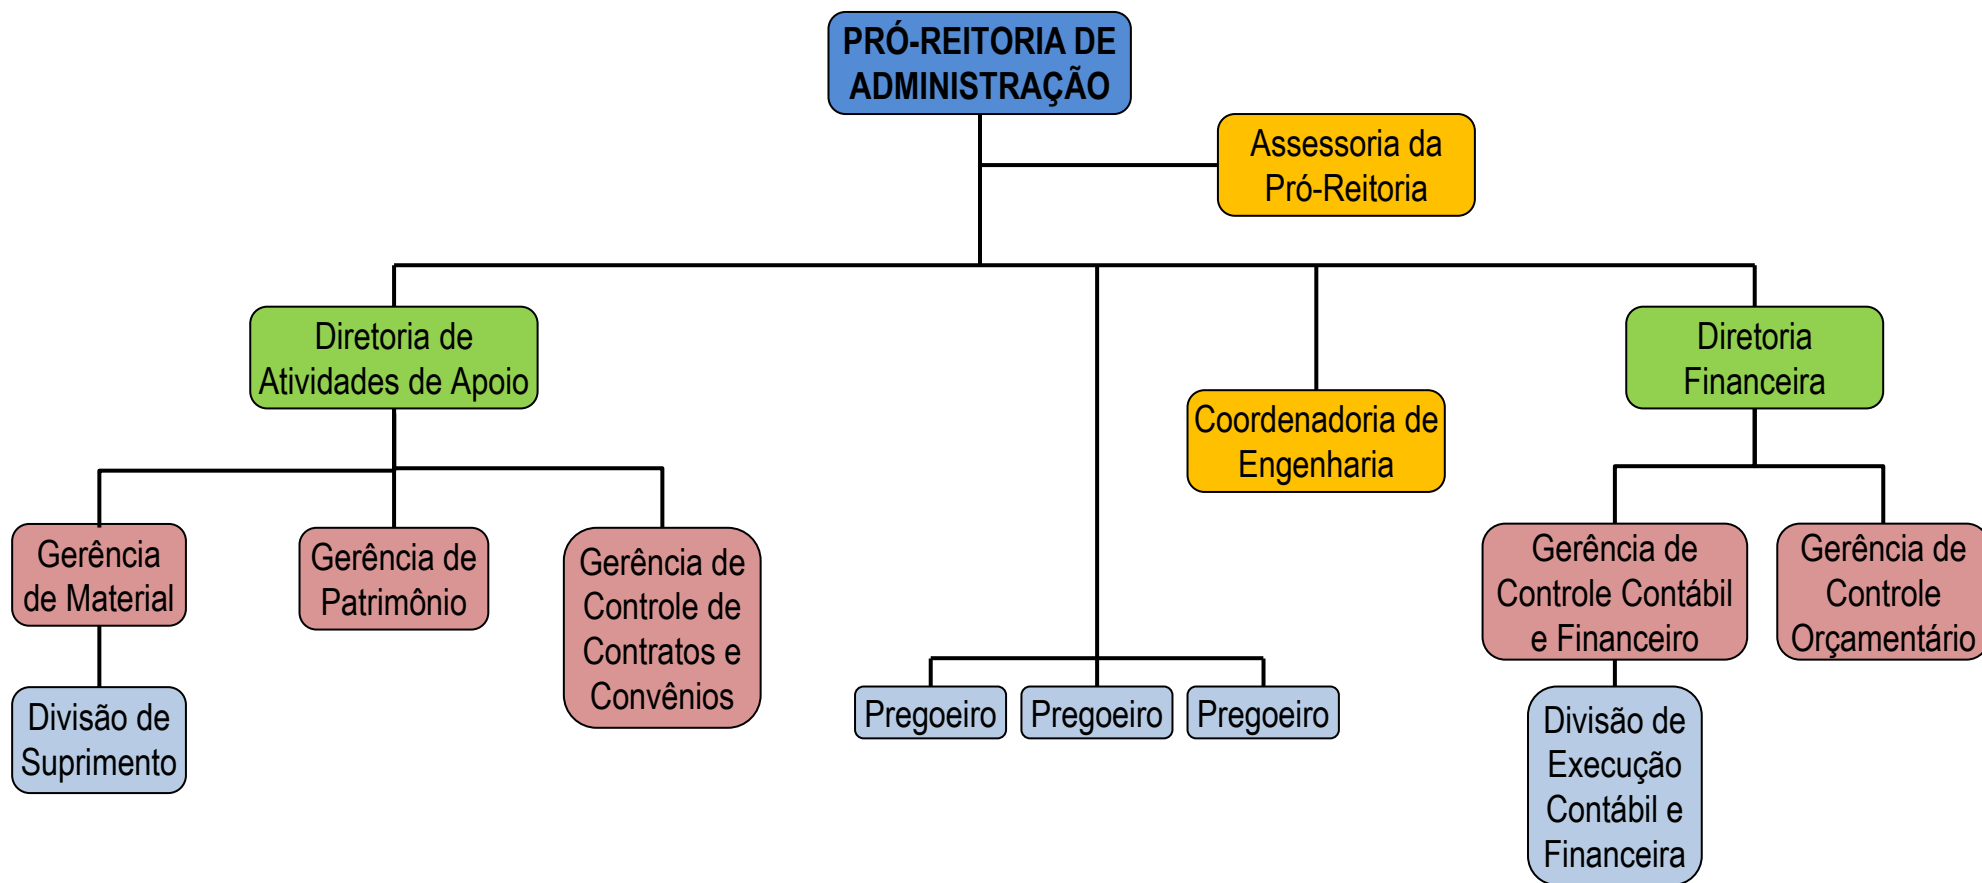 PRÓ-REITORIA DE
ADMINISTRAÇÃO
Assessoria da
Pró-Reitoria
Diretoria de
Atividades de Apoio
Diretoria
Financeira
Coordenadoria de
Engenharia
Gerência
de Material
Gerência de
Patrimônio
Gerência de
Controle de
Contratos e
Convênios
Gerência de
Controle Contábil
e Financeiro
Gerência de
Controle
Orçamentário
Divisão de
Suprimento
Pregoeiro
Pregoeiro
Pregoeiro
Divisão de
Execução
Contábil e
Financeira